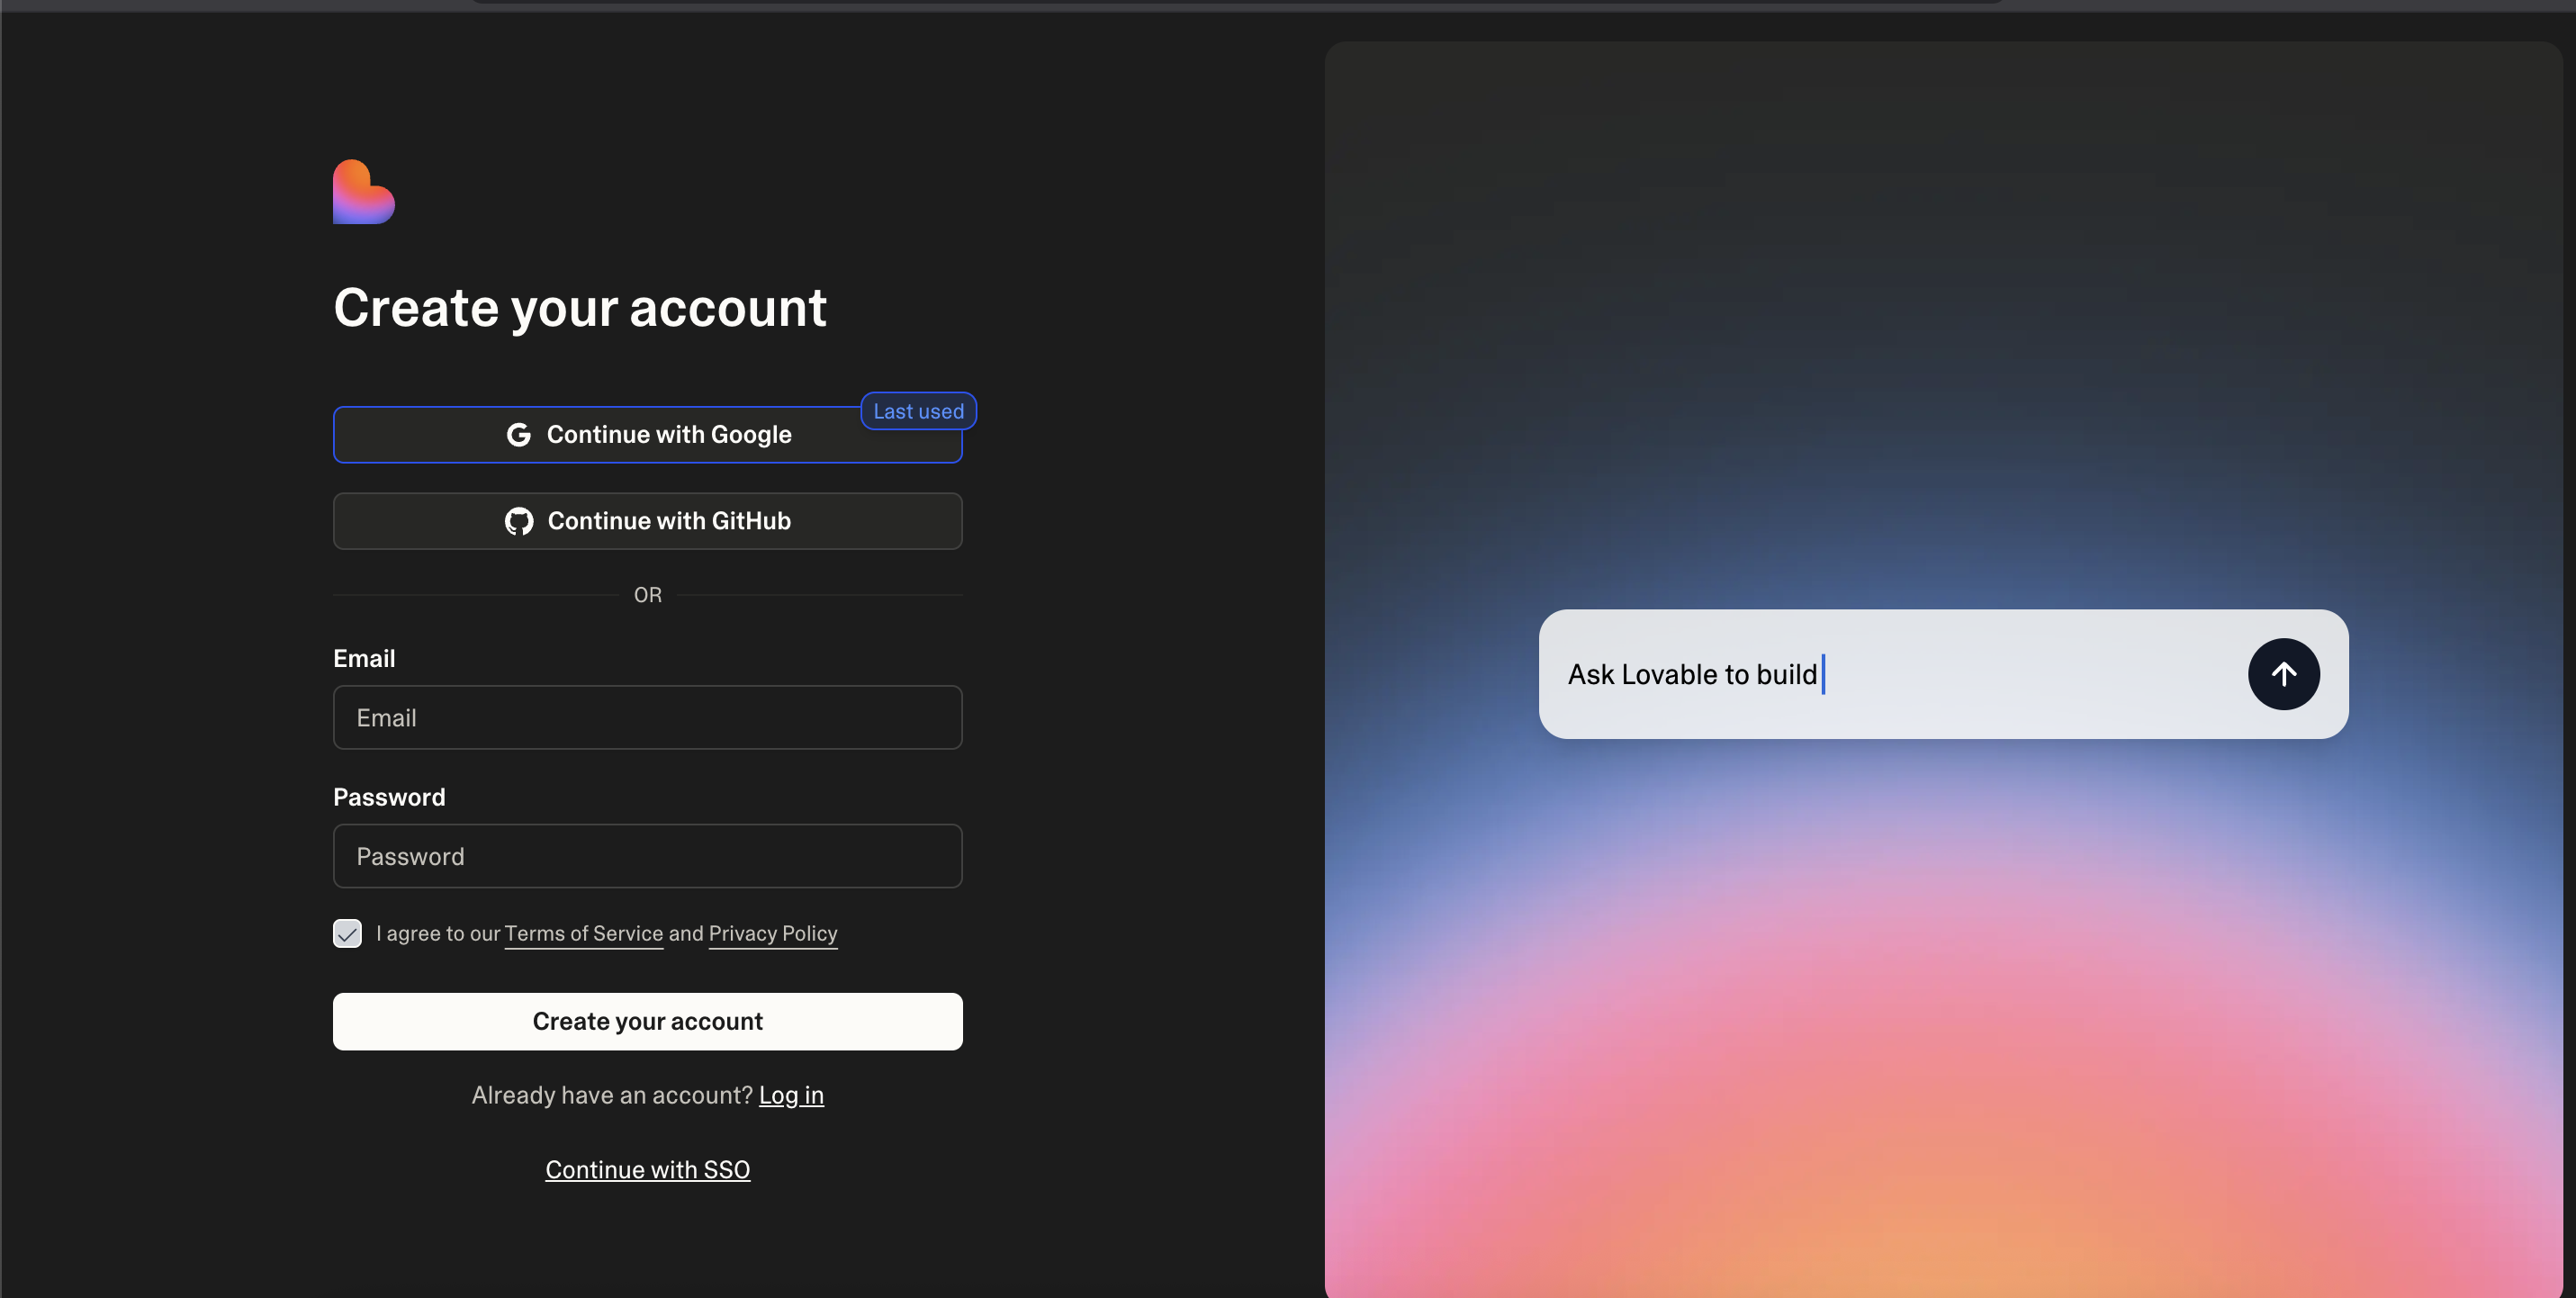 Create your account
Last used
Continue with Google
Continue with GitHub
OR
Email
Email
Password
Password
I agree to our Terms of Service and Privacy Policy
Create your account
Already have an account? Log in
Continue with SSO
Ask Lovable to build